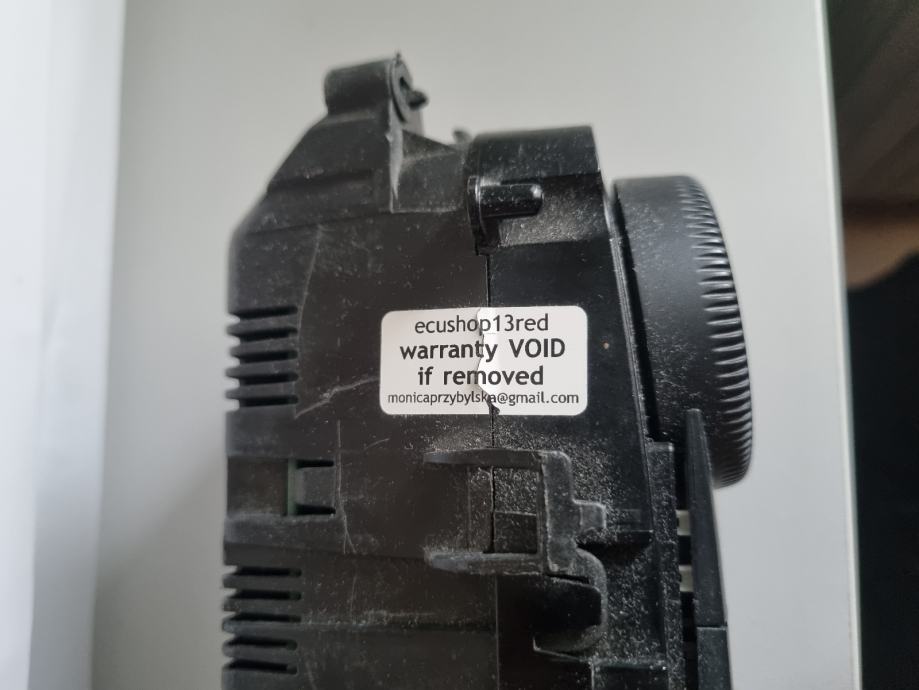 ecushop13red
warranty VOID
if removed
monicaprzybylska@gmail.com